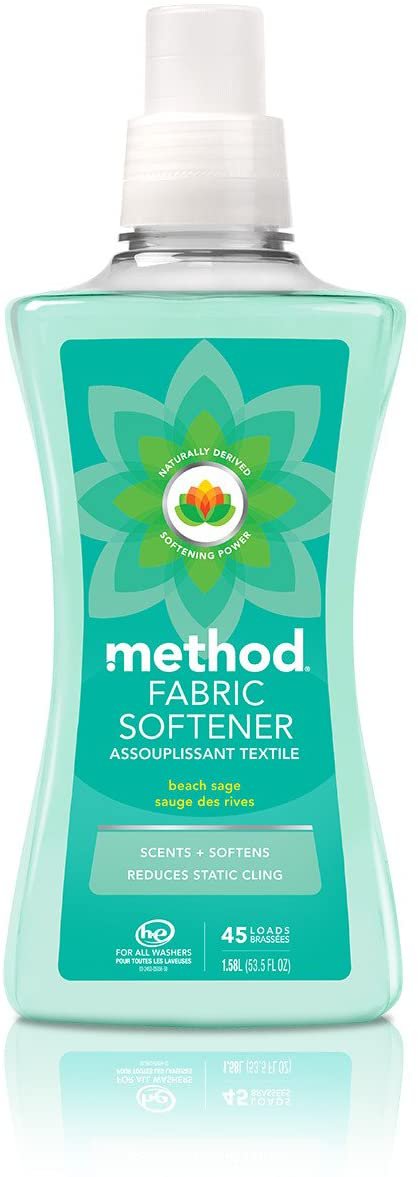 NATURALLY DERIVED
SOFTENING POWER
method®
FABRIC
SOFTENER
ASSOUPLISSANT TEXTILE
beach sage
sauge des rives
SCENTS + SOFTENS
REDUCES STATIC CLING
he
FOR ALL WASHERS
POUR TOUTES LES LAVEUSES
45 LOADS
BRASSÉES
1.58L (53.5 FL OZ)